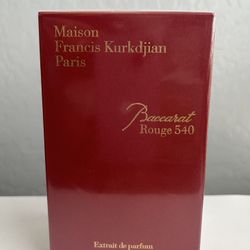 Maison
Francis Kurkdjian
Paris
Baccarat
Rouge 540
Extrait de parfum